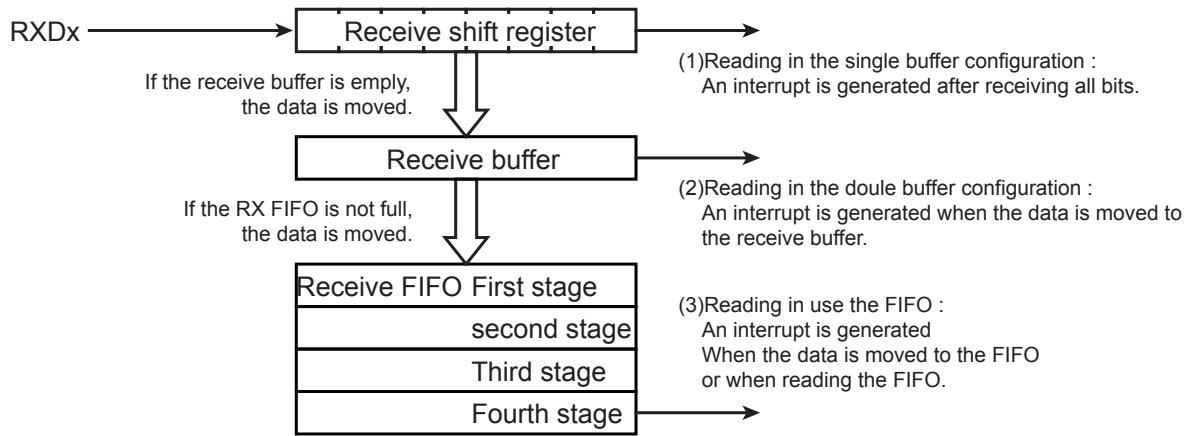 RXDx
Receive shift register
(1)Reading in the single buffer configuration :
An interrupt is generated after receiving all bits.
If the receive buffer is emply,
the data is moved.
Receive buffer
(2)Reading in the doule buffer configuration :
An interrupt is generated when the data is moved to
the receive buffer.
If the RX FIFO is not full,
the data is moved.
Receive FIFO First stage
second stage
Third stage
Fourth stage
(3)Reading in use the FIFO :
An interrupt is generated
When the data is moved to the FIFO
or when reading the FIFO.